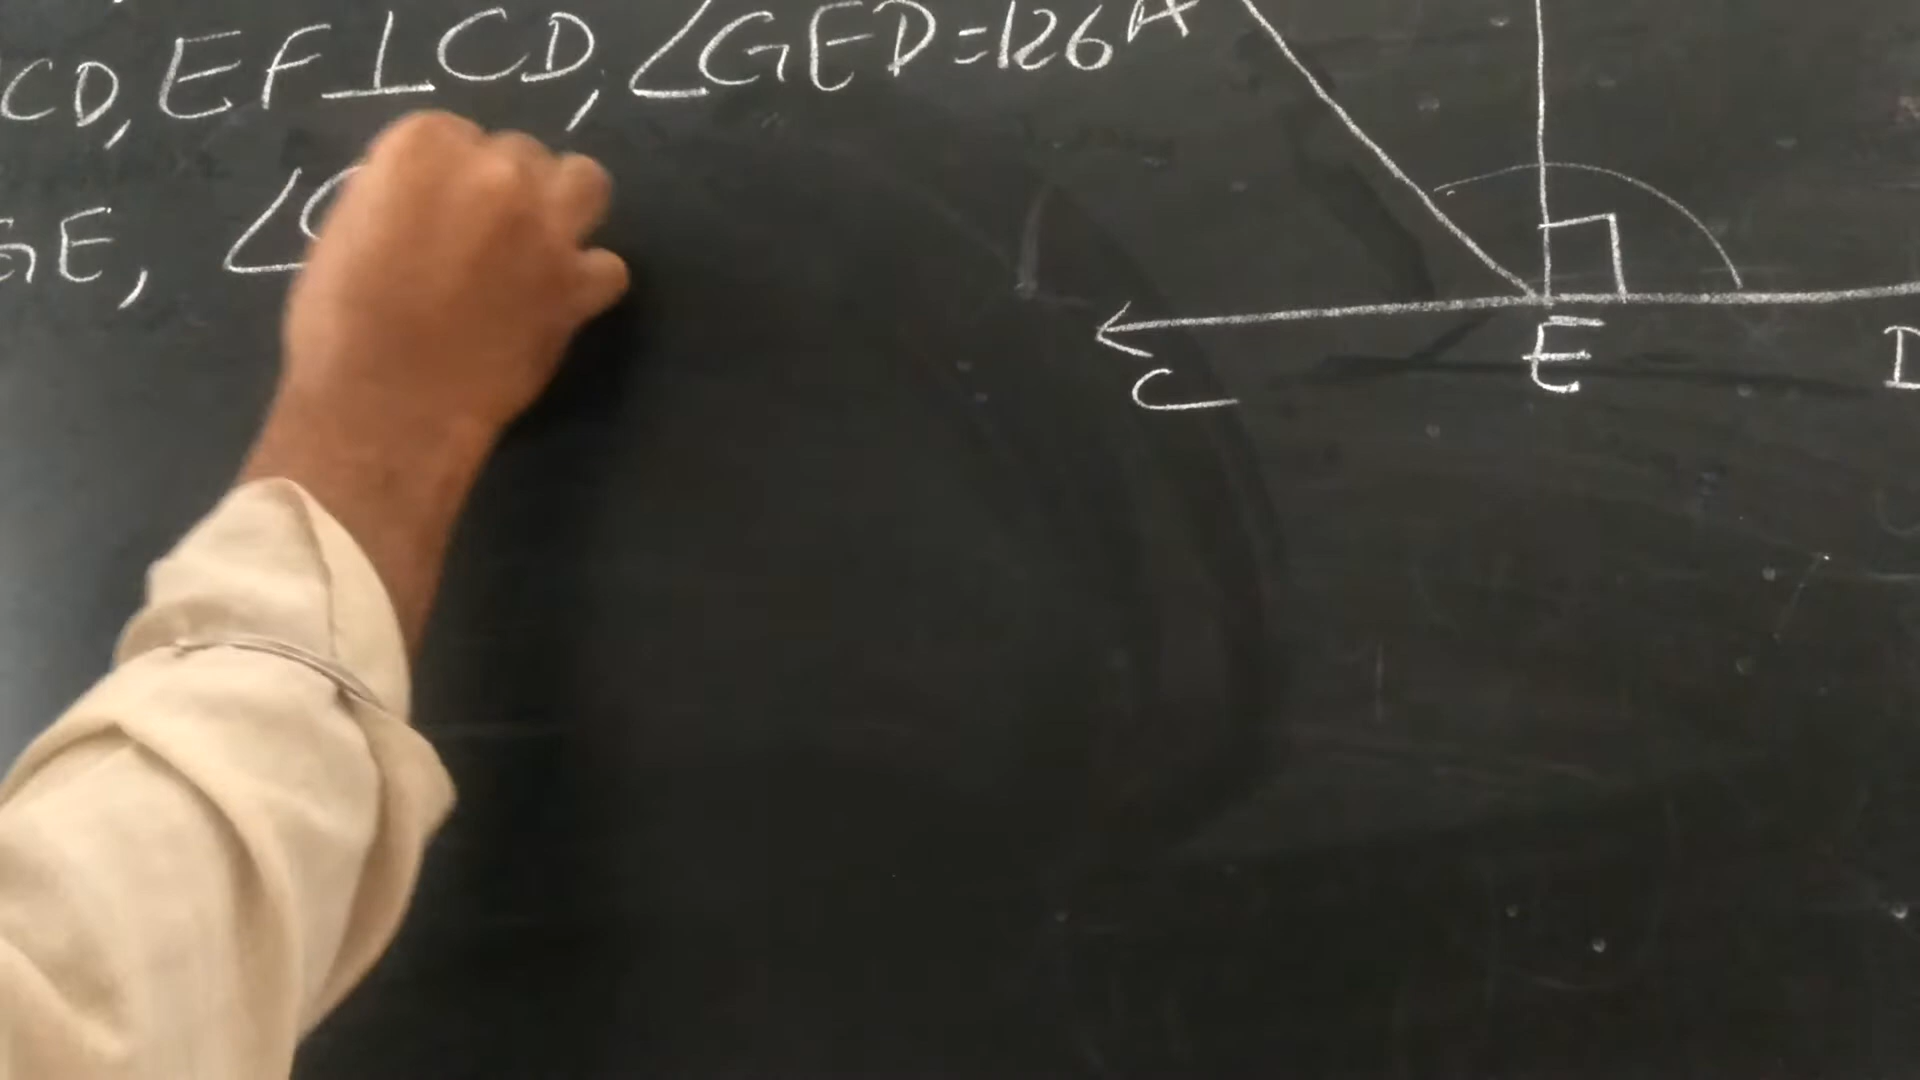 CD, EF⊥CD, ∠GED=126
GE, ∠
C
E
D